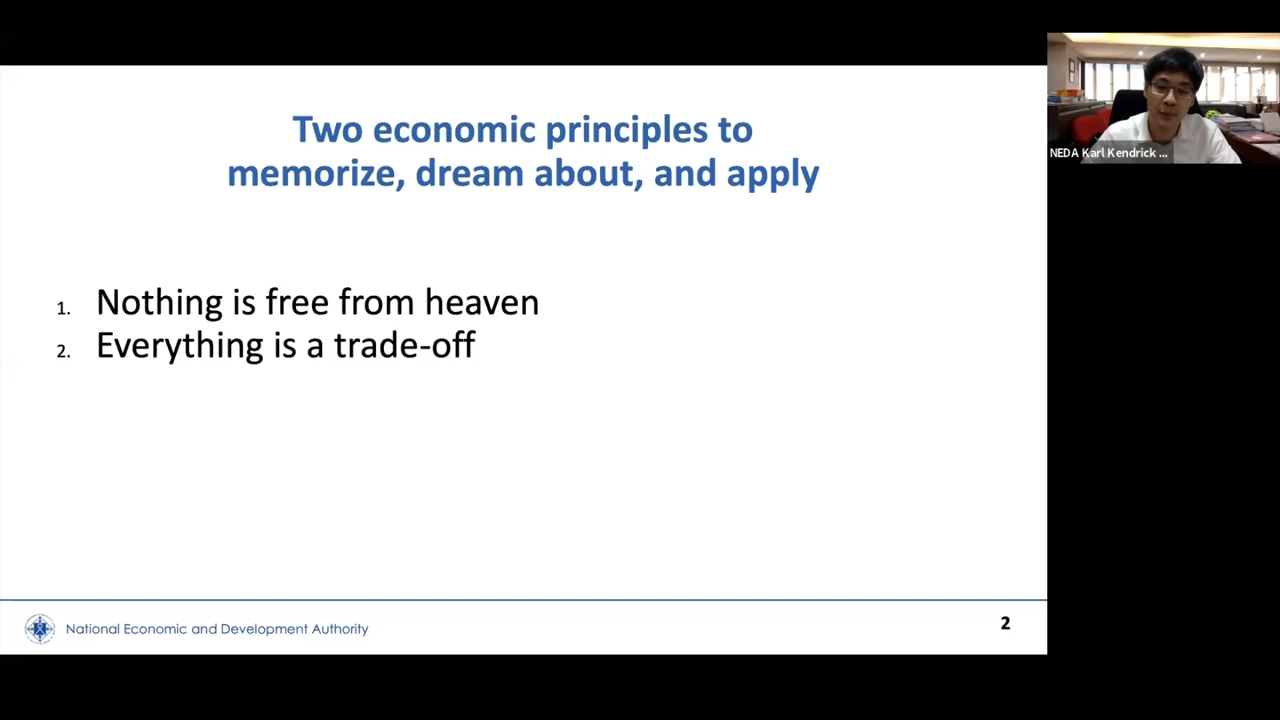 Two economic principles to
memorize, dream about, and apply
NEDA Karl Kendrick ...
1. Nothing is free from heaven
2. Everything is a trade-off
National Economic and Development Authority
2